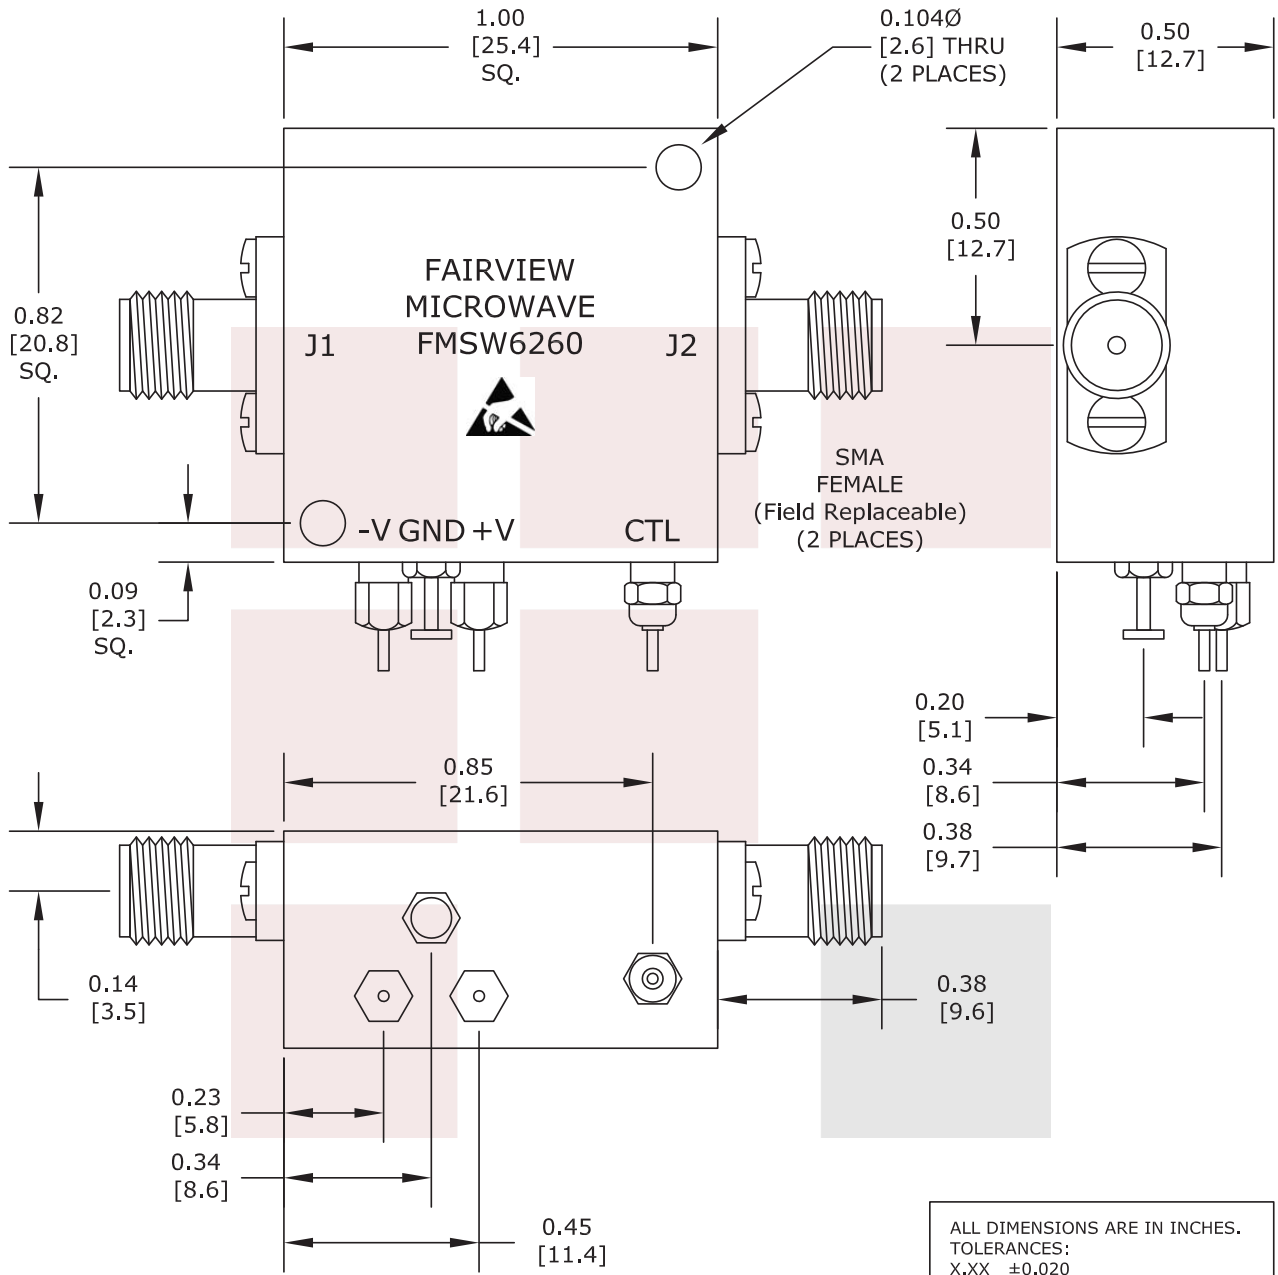 1.00
[25.4]
SQ.
0.104Ø
[2.6] THRU
(2 PLACES)
0.50
[12.7]
0.50
[12.7]
0.82
[20.8]
SQ.
FAIRVIEW
MICROWAVE
FMSW6260
J1
J2
SMA
FEMALE
(Field Replaceable)
(2 PLACES)
-V GND +V
CTL
0.09
[2.3]
SQ.
0.20
[5.1]
0.34
[8.6]
0.38
[9.7]
0.85
[21.6]
0.14
[3.5]
0.38
[9.6]
0.23
[5.8]
0.34
[8.6]
0.45
[11.4]
ALL DIMENSIONS ARE IN INCHES.
TOLERANCES:
X.XX ±0.020